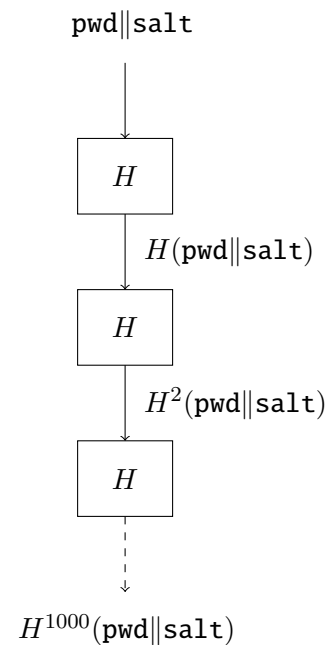 pwd‖salt
H
H(pwd‖salt)
H
H²(pwd‖salt)
H
H¹⁰⁰⁰(pwd‖salt)